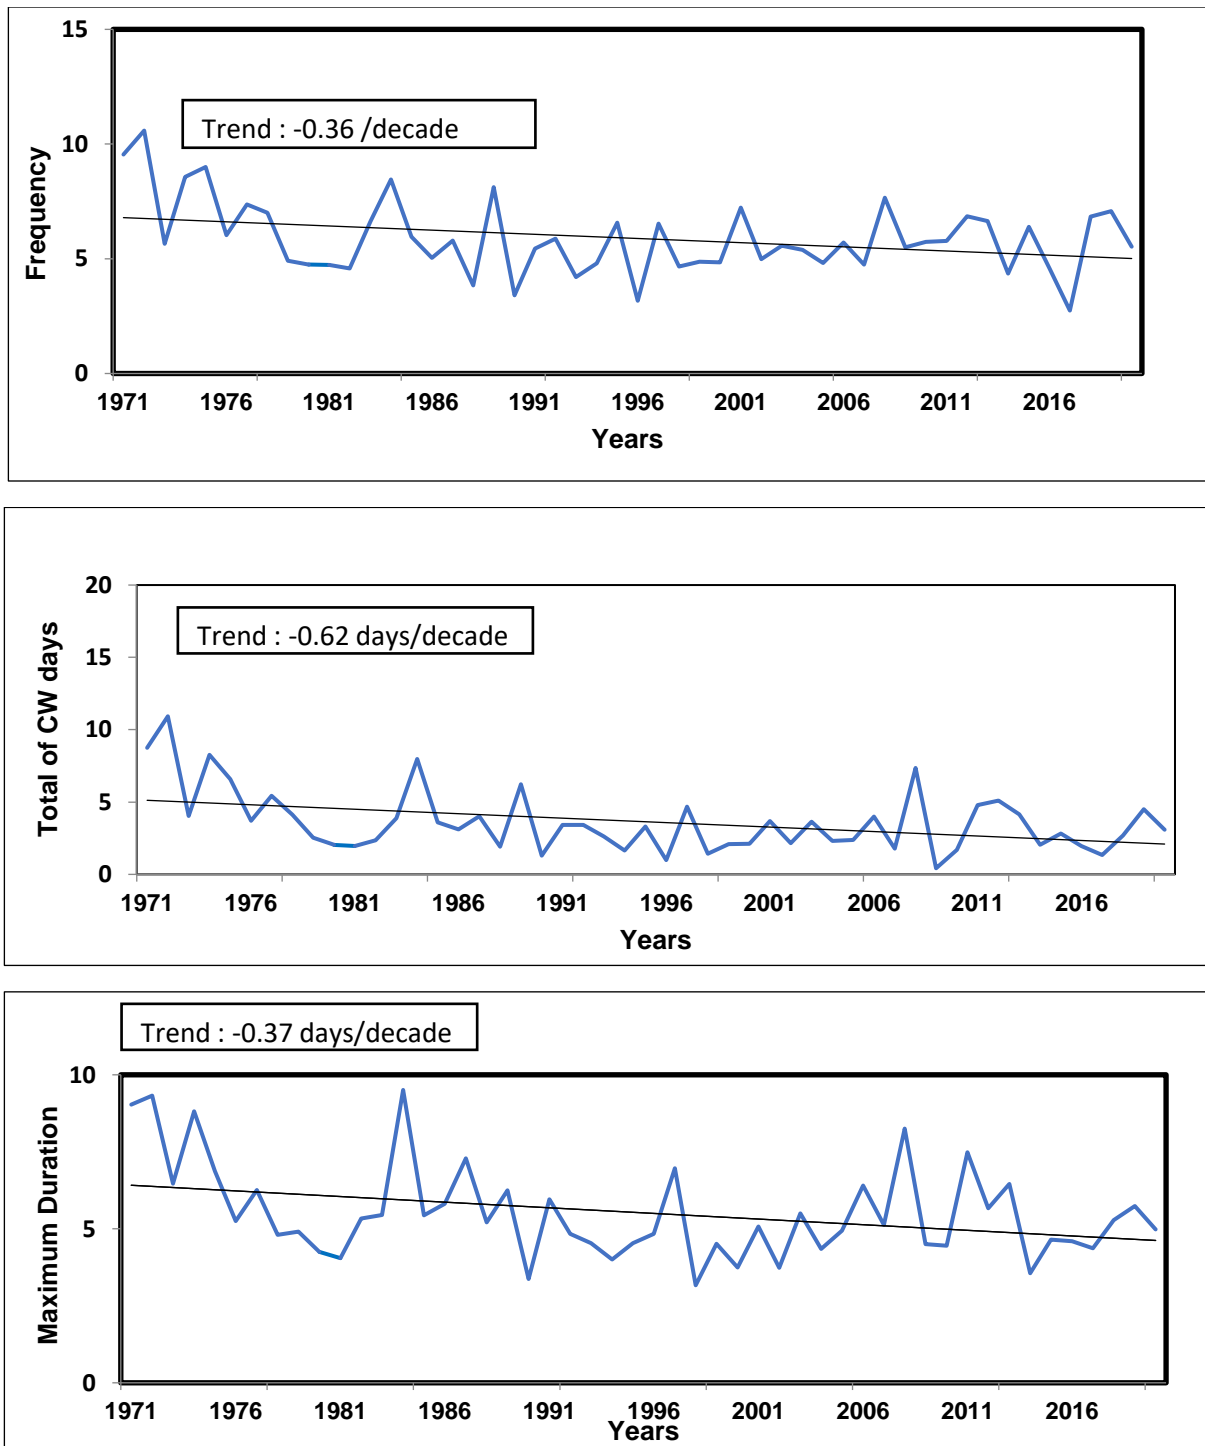 15
Trend : -0.36 /decade
10
Frequency
5
0
1971 1976 1981 1986 1991 1996 2001 2006 2011 2016
Years
20
Trend : -0.62 days/decade
15
Total of CW days
10
5
0
1971 1976 1981 1986 1991 1996 2001 2006 2011 2016
Years
Trend : -0.37 days/decade
10
Maximum Duration
5
0
1971 1976 1981 1986 1991 1996 2001 2006 2011 2016
Years